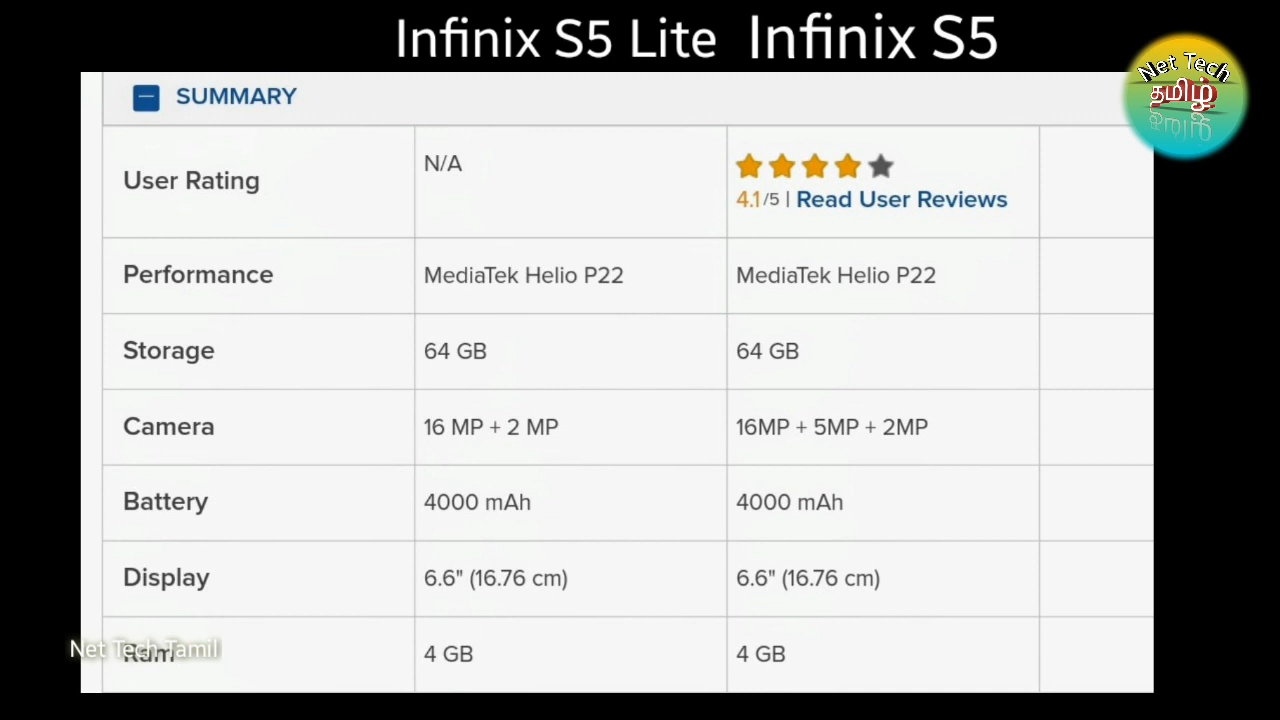 Infinix S5 Lite Infinix S5
Net Tech
தமிழ்
SUMMARY
User Rating N/A 4.1/5 | Read User Reviews
Performance MediaTek Helio P22 MediaTek Helio P22
Storage 64 GB 64 GB
Camera 16 MP + 2 MP 16MP + 5MP + 2MP
Battery 4000 mAh 4000 mAh
Display 6.6" (16.76 cm) 6.6" (16.76 cm)
Net Tech Tamil
Ram 4 GB 4 GB